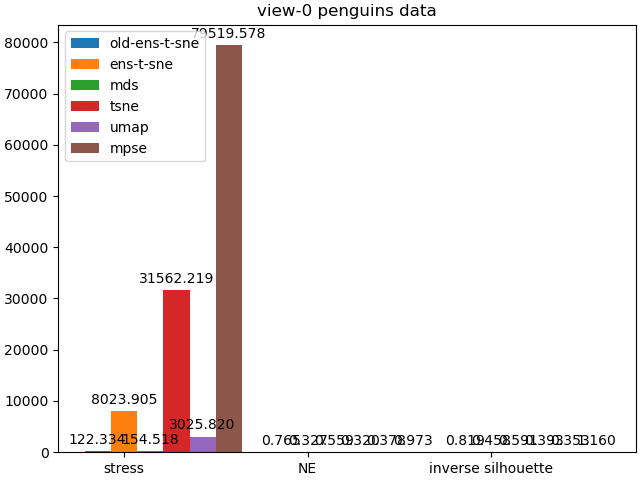 view-0 penguins data
79519.578
old-ens-t-sne
ens-t-sne
mds
tsne
umap
mpse
80000
70000
60000
50000
40000
30000
20000
10000
0
31562.219
8023.905
3025.820
122.334
154.518
stress
NE
inverse silhouette